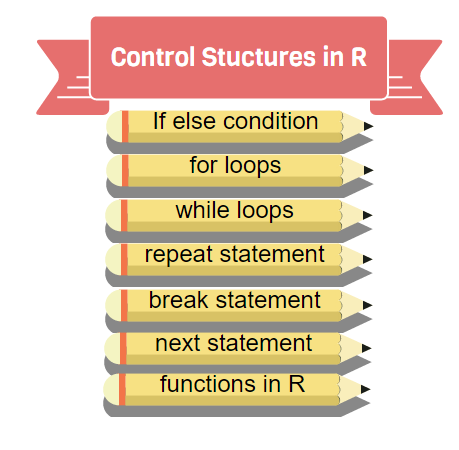 Control Stuctures in R
If else condition
for loops
while loops
repeat statement
break statement
next statement
functions in R